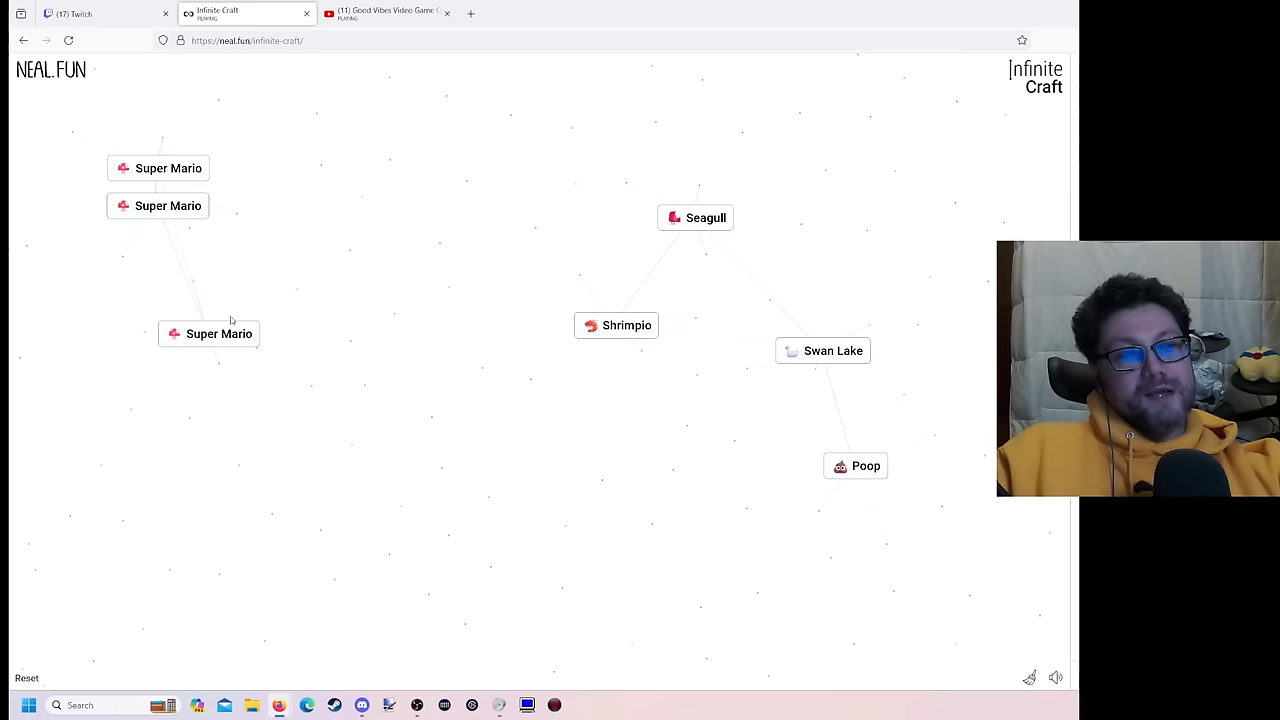 (17) Twitch
Infinite Craft
PLAYING
(11) Good Vibes Video Game
PLAYING
https://neal.fun/infinite-craft/
NEAL.FUN
Infinite
Craft
Super Mario
Super Mario
Seagull
Shrimpio
Super Mario
Swan Lake
Poop
Reset
Search